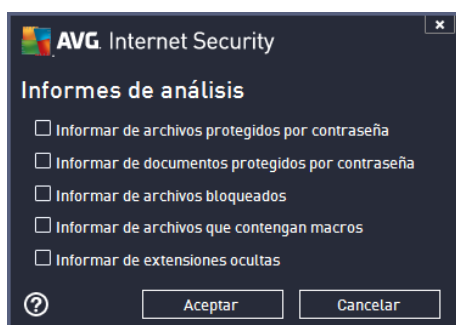 AVG. Internet Security
Informes de análisis
Informar de archivos protegidos por contraseña
Informar de documentos protegidos por contraseña
Informar de archivos bloqueados
Informar de archivos que contengan macros
Informar de extensiones ocultas
Aceptar
Cancelar